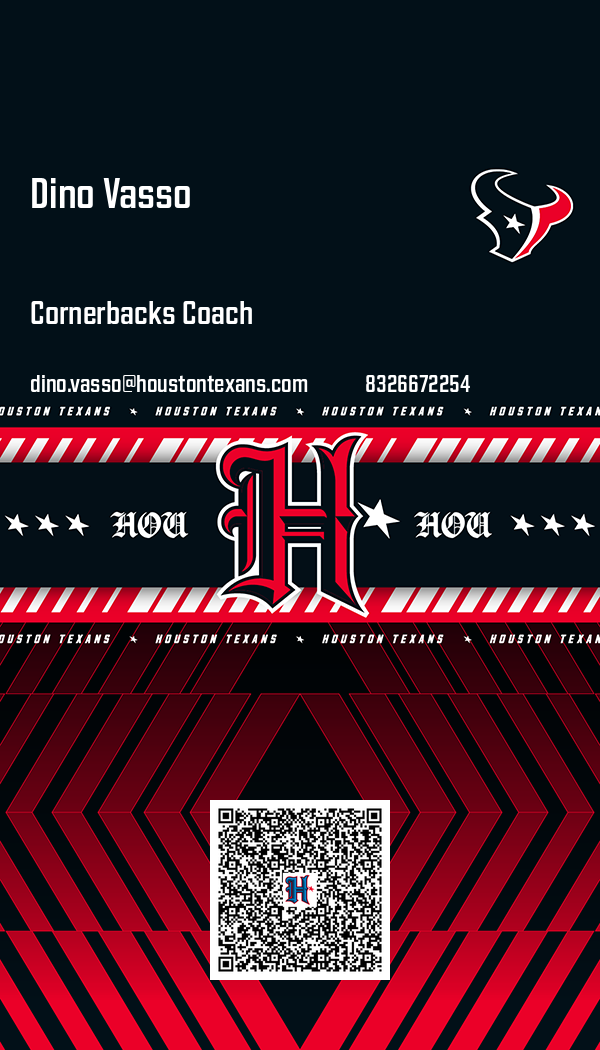 Dino Vasso
Cornerbacks Coach
dino.vasso@houstontexans.com 8326672254
OUSTON TEXANS HOUSTON TEXANS HOUSTON TEXANS HOUSTON TEXAN
HOU H HOU
OUSTON TEXANS HOUSTON TEXANS HOUSTON TEXANS HOUSTON TEXAN
H